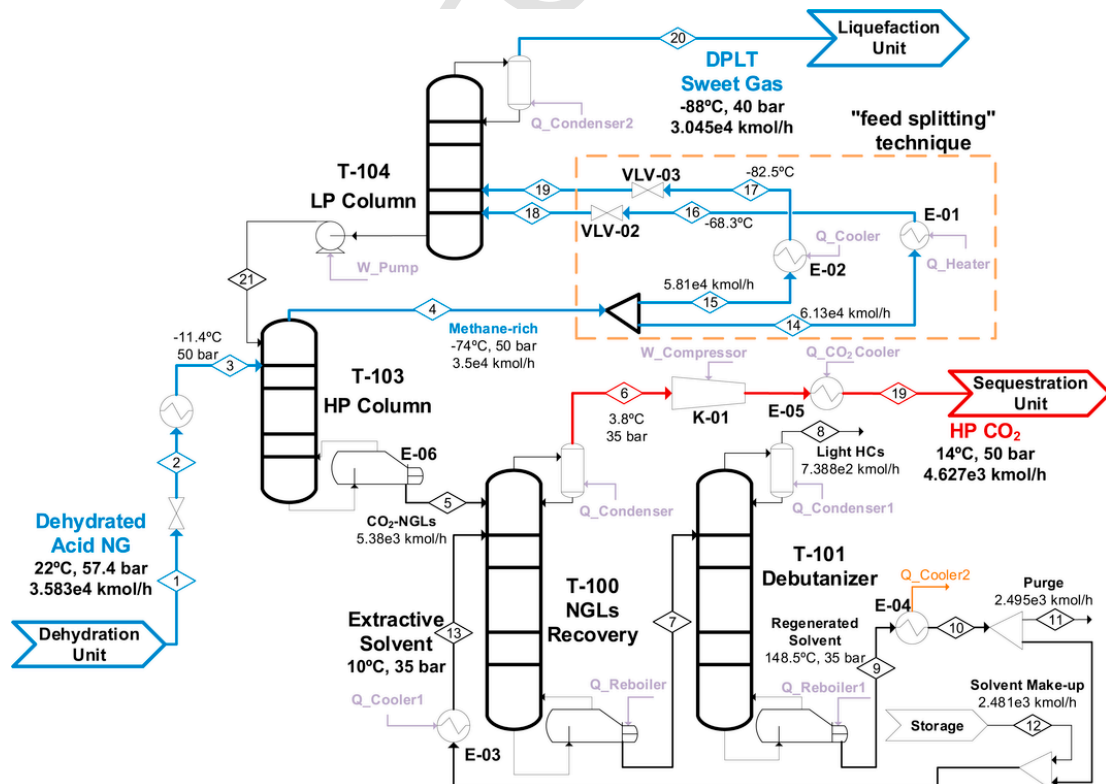 20
Liquefaction
Unit
DPLT
Sweet Gas
-88ºC, 40 bar
3.045e4 kmol/h
Q_Condenser2
"feed splitting"
technique
T-104
LP Column
19
VLV-03
17
-82.5ºC
18
VLV-02
16
-68.3ºC
E-01
Q_Heater
Q_Cooler
E-02
W_Pump
21
5.81e4 kmol/h
15
6.13e4 kmol/h
14
4
Methane-rich
-74ºC, 50 bar
3.5e4 kmol/h
-11.4ºC
50 bar
3
T-103
HP Column
W_Compressor
Q_CO₂ Cooler
6
3.8ºC
35 bar
K-01
E-05
19
Sequestration
Unit
HP CO₂
14ºC, 50 bar
4.627e3 kmol/h
2
E-06
5
CO₂-NGLs
5.38e3 kmol/h
Q_Condenser
8
Light HCs
7.388e2 kmol/h
Q_Condenser1
Dehydrated
Acid NG
22ºC, 57.4 bar
3.583e4 kmol/h
1
Dehydration
Unit
T-100
NGLs
Recovery
7
T-101
Debutanizer
Extractive
Solvent
10ºC, 35 bar
13
Q_Cooler1
E-03
Q_Reboiler
Regenerated
Solvent
148.5ºC, 35 bar
9
Q_Cooler2
E-04
10
Purge
2.495e3 kmol/h
11
Q_Reboiler1
Solvent Make-up
2.481e3 kmol/h
Storage
12